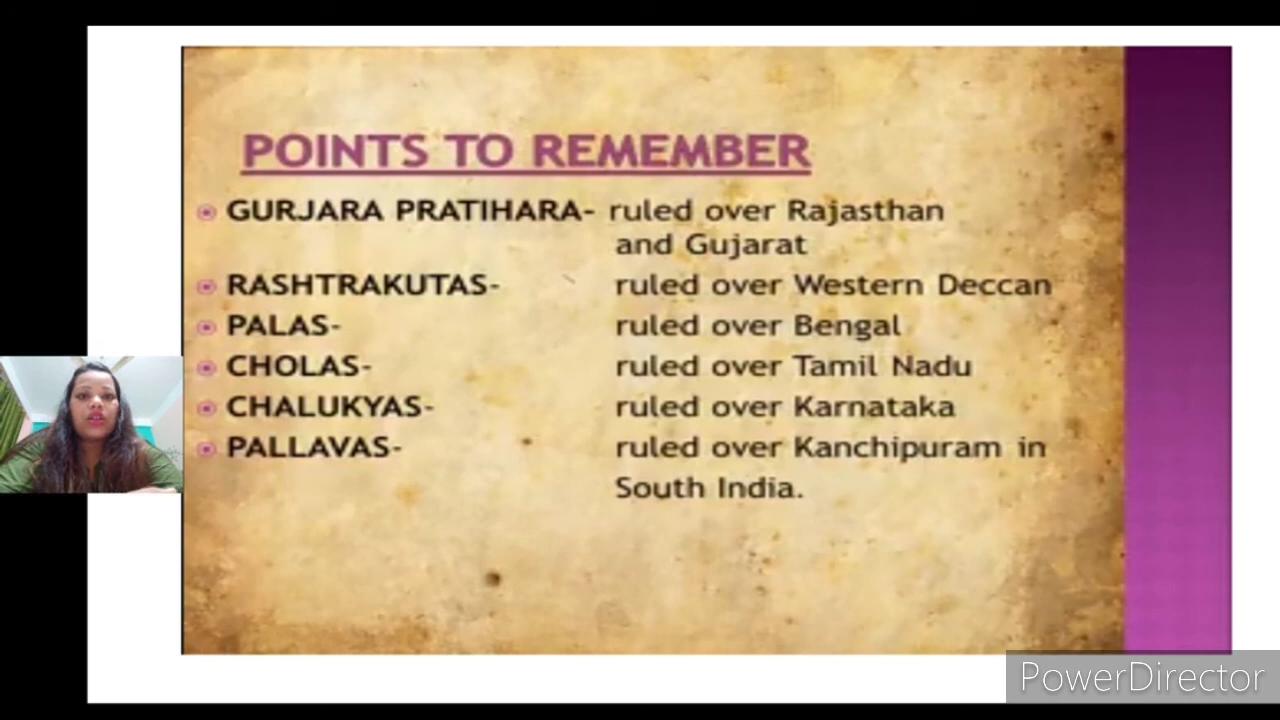 POINTS TO REMEMBER
GURJARA PRATIHARA- ruled over Rajasthan
and Gujarat
RASHTRAKUTAS- ruled over Western Deccan
PALAS- ruled over Bengal
CHOLAS- ruled over Tamil Nadu
CHALUKYAS- ruled over Karnataka
PALLAVAS- ruled over Kanchipuram in
South India.
PowerDirector